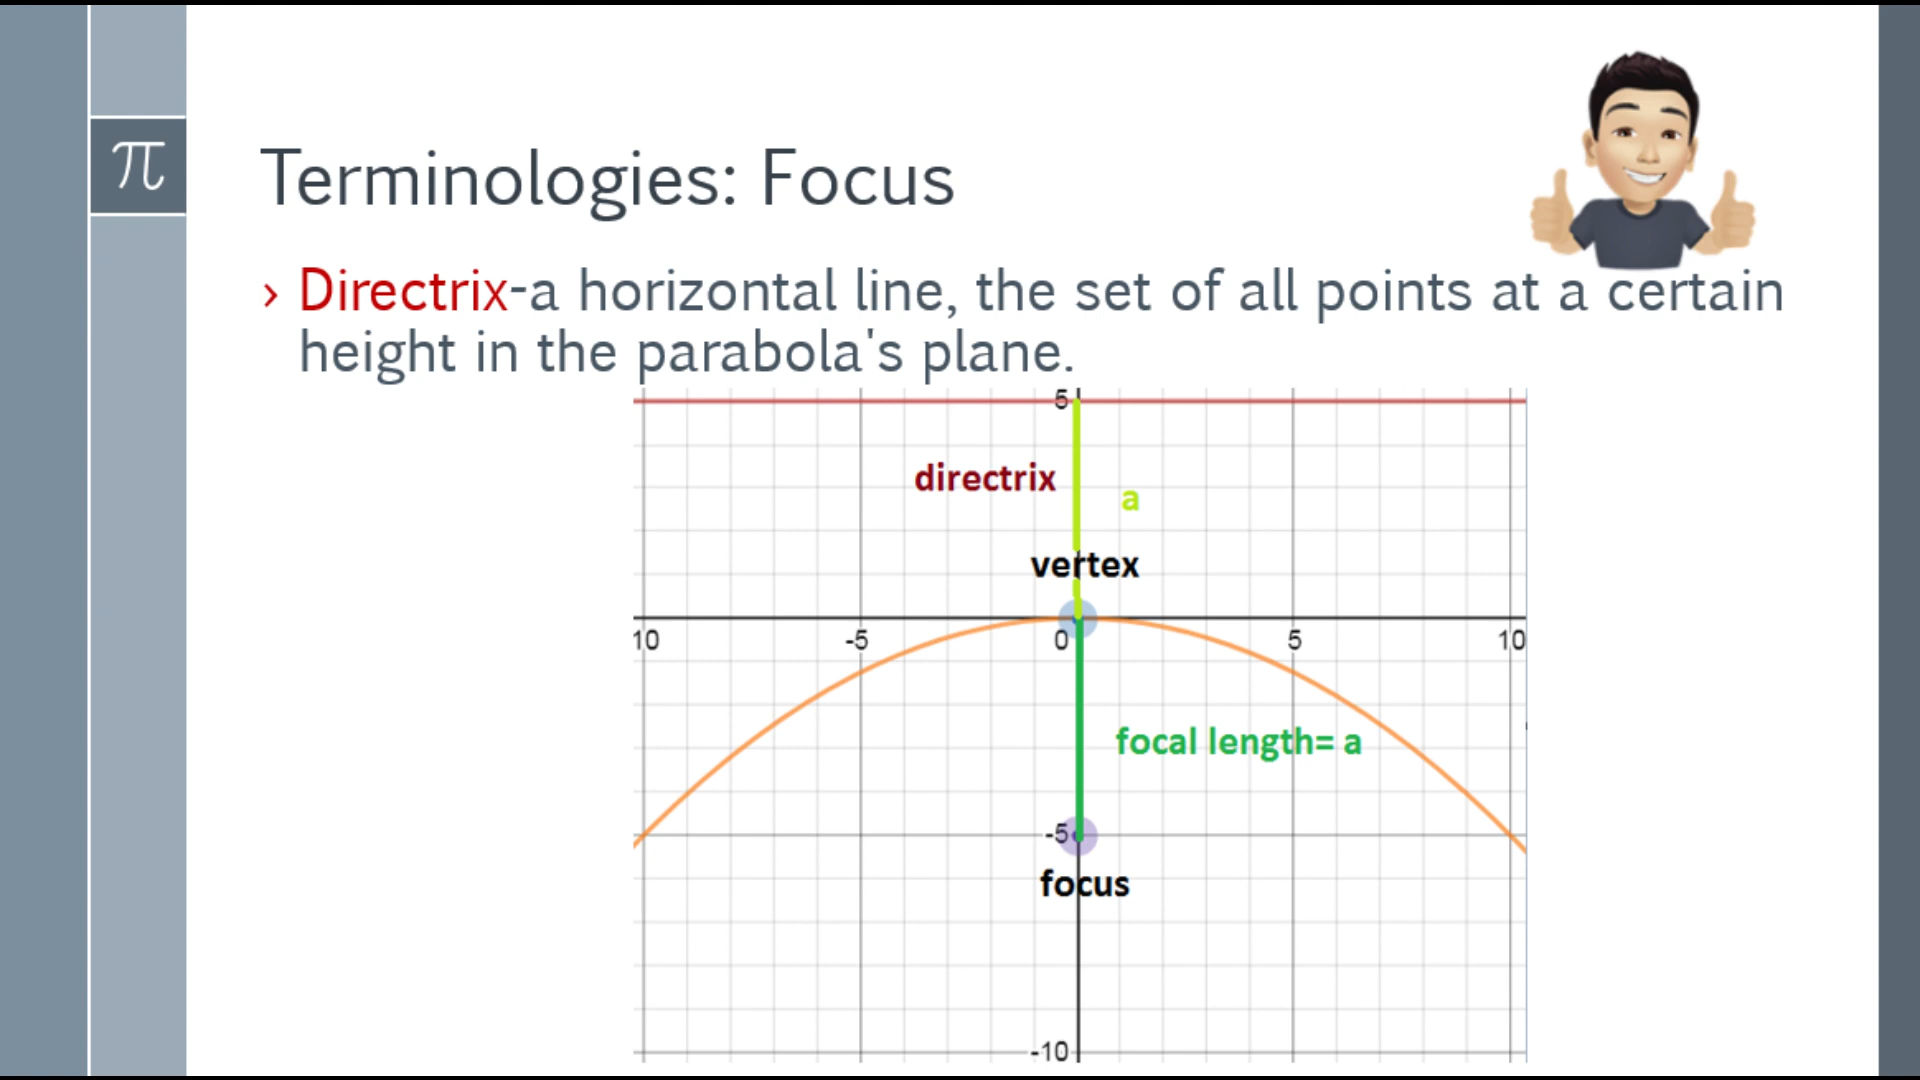 π
Terminologies: Focus
› Directrix-a horizontal line, the set of all points at a certain
height in the parabola's plane.
5
directrix
a
vertex
10 -5 0 5 10
focal length= a
-5
focus
-10